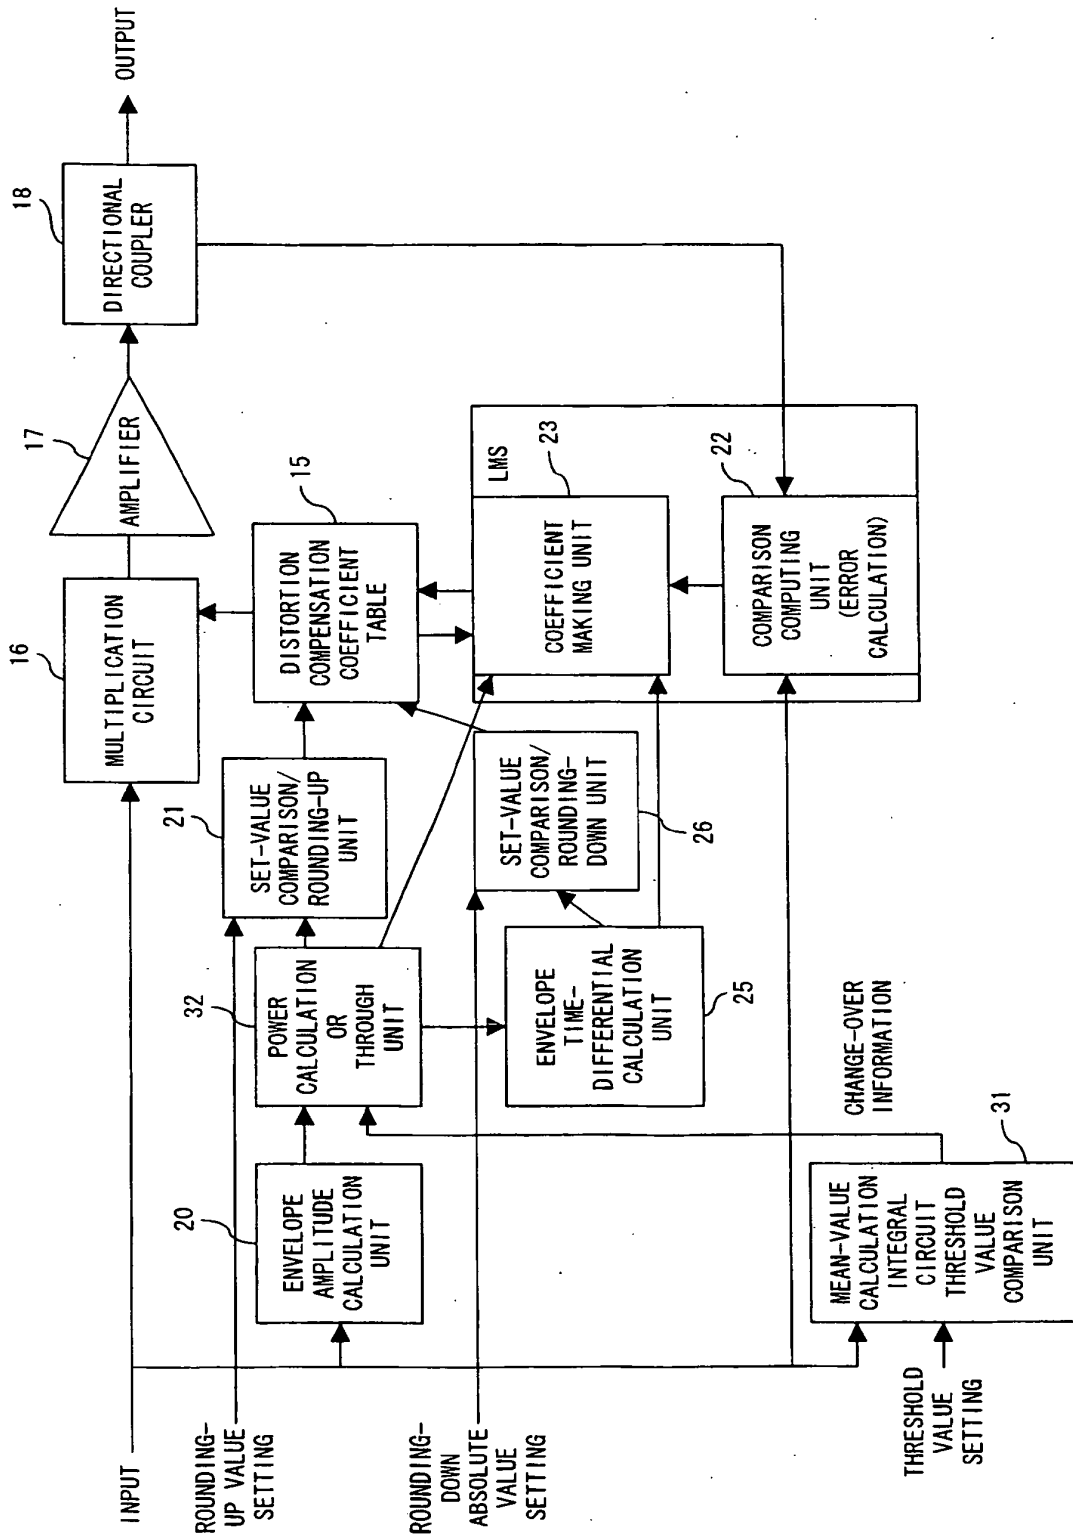 INPUT
ROUNDING-
UP VALUE
SETTING
ROUNDING-
DOWN
ABSOLUTE
VALUE
SETTING
THRESHOLD
VALUE
SETTING
20
ENVELOPE
AMPLITUDE
CALCULATION
UNIT
MEAN-VALUE
CALCULATION
INTEGRAL
CIRCUIT
THRESHOLD
VALUE
COMPARISON
UNIT
31
CHANGE-OVER
INFORMATION
32
POWER
CALCULATION
OR
THROUGH
UNIT
ENVELOPE
TIME-
DIFFERENTIAL
CALCULATION
UNIT
25
21
SET-VALUE
COMPARISON/
ROUNDING-UP
UNIT
SET-VALUE
COMPARISON/
ROUNDING-
DOWN UNIT
26
16
MULTIPLICATION
CIRCUIT
15
DISTORTION
COMPENSATION
COEFFICIENT
TABLE
LMS
23
COEFFICIENT
MAKING UNIT
22
COMPARISON
COMPUTING
UNIT
(ERROR
CALCULATION)
17
AMPLIFIER
18
DIRECTIONAL
COUPLER
OUTPUT